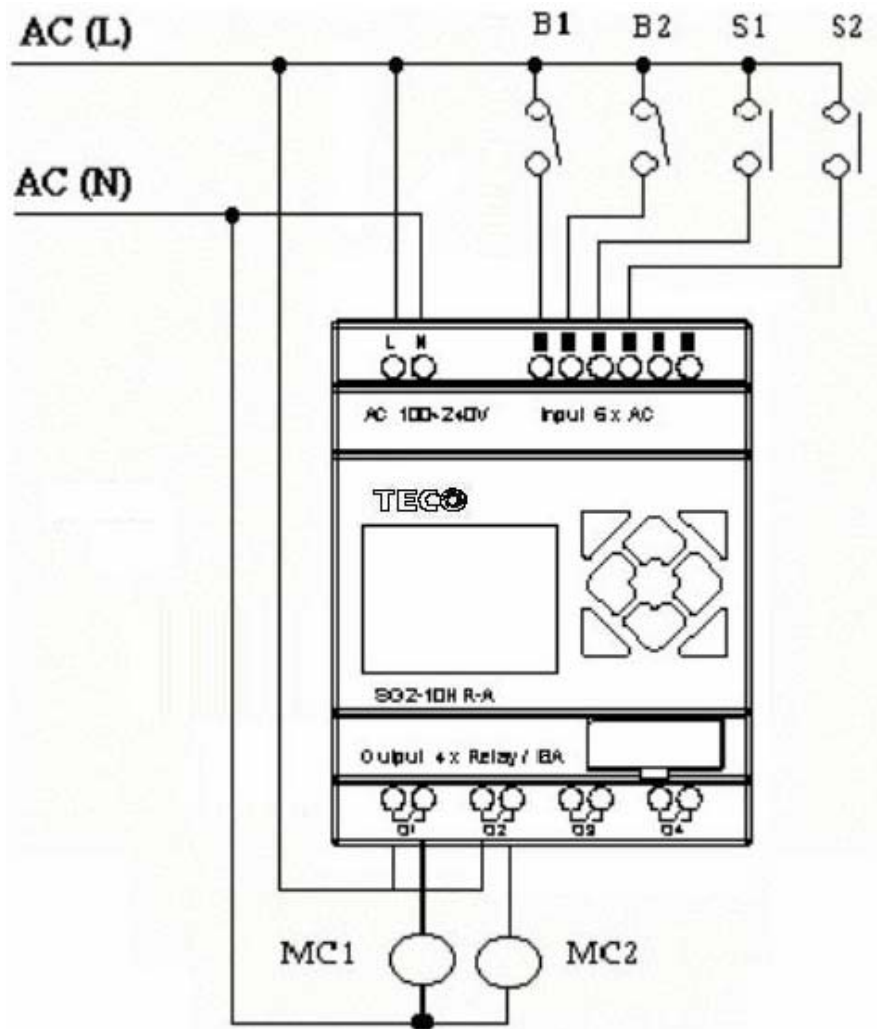 AC (L)
B1 B2 S1 S2
AC (N)
L N
AC 100~240V Input 6 x AC
TECO
SG2-10H R-A
Output 4 x Relay / 8A
Q1 Q2 Q3 Q4
MC1 MC2